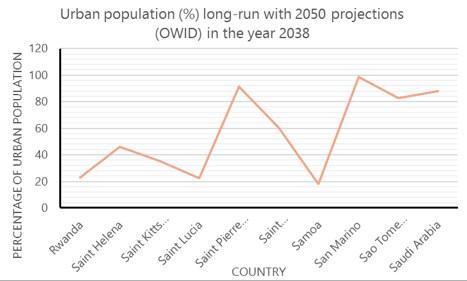 Urban population (%) long-run with 2050 projections
(OWID) in the year 2038
PERCENTAGE OF URBAN POPULATION
120
100
80
60
40
20
0
Rwanda
Saint Helena
Saint Kitts...
Saint Lucia
Saint Pierre...
Saint...
Samoa
San Marino
Sao Tome...
Saudi Arabia
COUNTRY